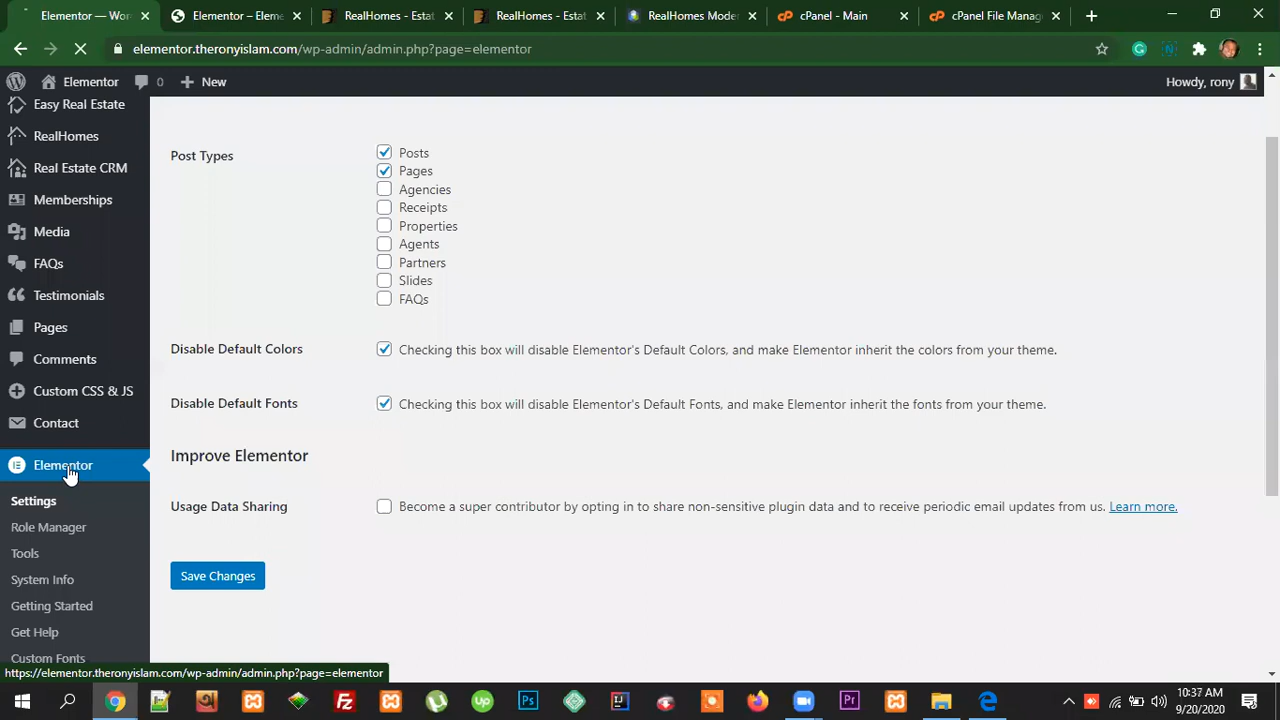 Elementor ‹ Wor
Elementor – Eleme
RealHomes - Estat
RealHomes - Estat
RealHomes Moder
cPanel - Main
cPanel File Manag
elementor.theronyislam.com/wp-admin/admin.php?page=elementor
Elementor
0
New
Howdy, rony
Easy Real Estate
RealHomes
Real Estate CRM
Memberships
Media
FAQs
Testimonials
Pages
Comments
Custom CSS & JS
Contact
Elementor
Settings
Role Manager
Tools
System Info
Getting Started
Get Help
Custom Fonts
Post Types
Posts
Pages
Agencies
Receipts
Properties
Agents
Partners
Slides
FAQs
Disable Default Colors
Checking this box will disable Elementor's Default Colors, and make Elementor inherit the colors from your theme.
Disable Default Fonts
Checking this box will disable Elementor's Default Fonts, and make Elementor inherit the fonts from your theme.
Improve Elementor
Usage Data Sharing
Become a super contributor by opting in to share non-sensitive plugin data and to receive periodic email updates from us. Learn more.
Save Changes
https://elementor.theronyislam.com/wp-admin/admin.php?page=elementor
10:37 AM
9/20/2020